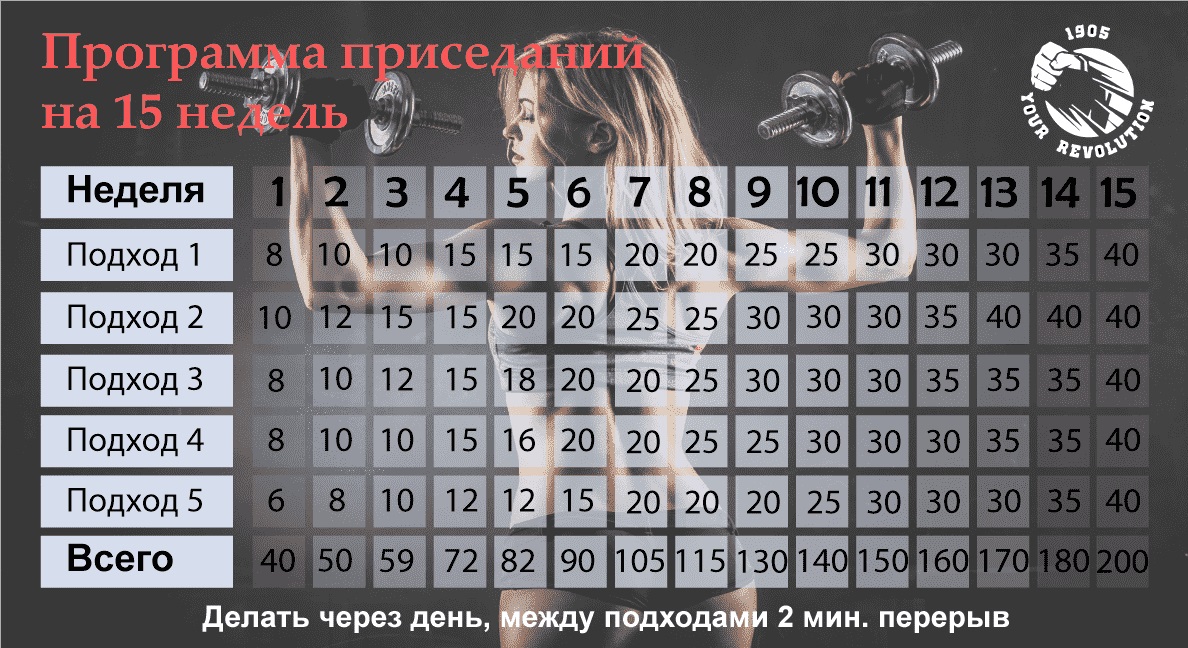 Программа приседаний
на 15 недель
1905
YOUR REVOLUTION
Неделя 1 2 3 4 5 6 7 8 9 10 11 12 13 14 15
Подход 1 8 10 10 15 15 15 20 20 25 25 30 30 30 35 40
Подход 2 10 12 15 15 20 20 25 25 30 30 30 35 40 40 40
Подход 3 8 10 12 15 18 20 20 25 30 30 30 35 35 35 40
Подход 4 8 10 10 15 16 20 20 25 25 30 30 30 35 35 40
Подход 5 6 8 10 12 12 15 20 20 20 25 30 30 30 35 40
Всего 40 50 59 72 82 90 105 115 130 140 150 160 170 180 200
Делать через день, между подходами 2 мин. перерыв